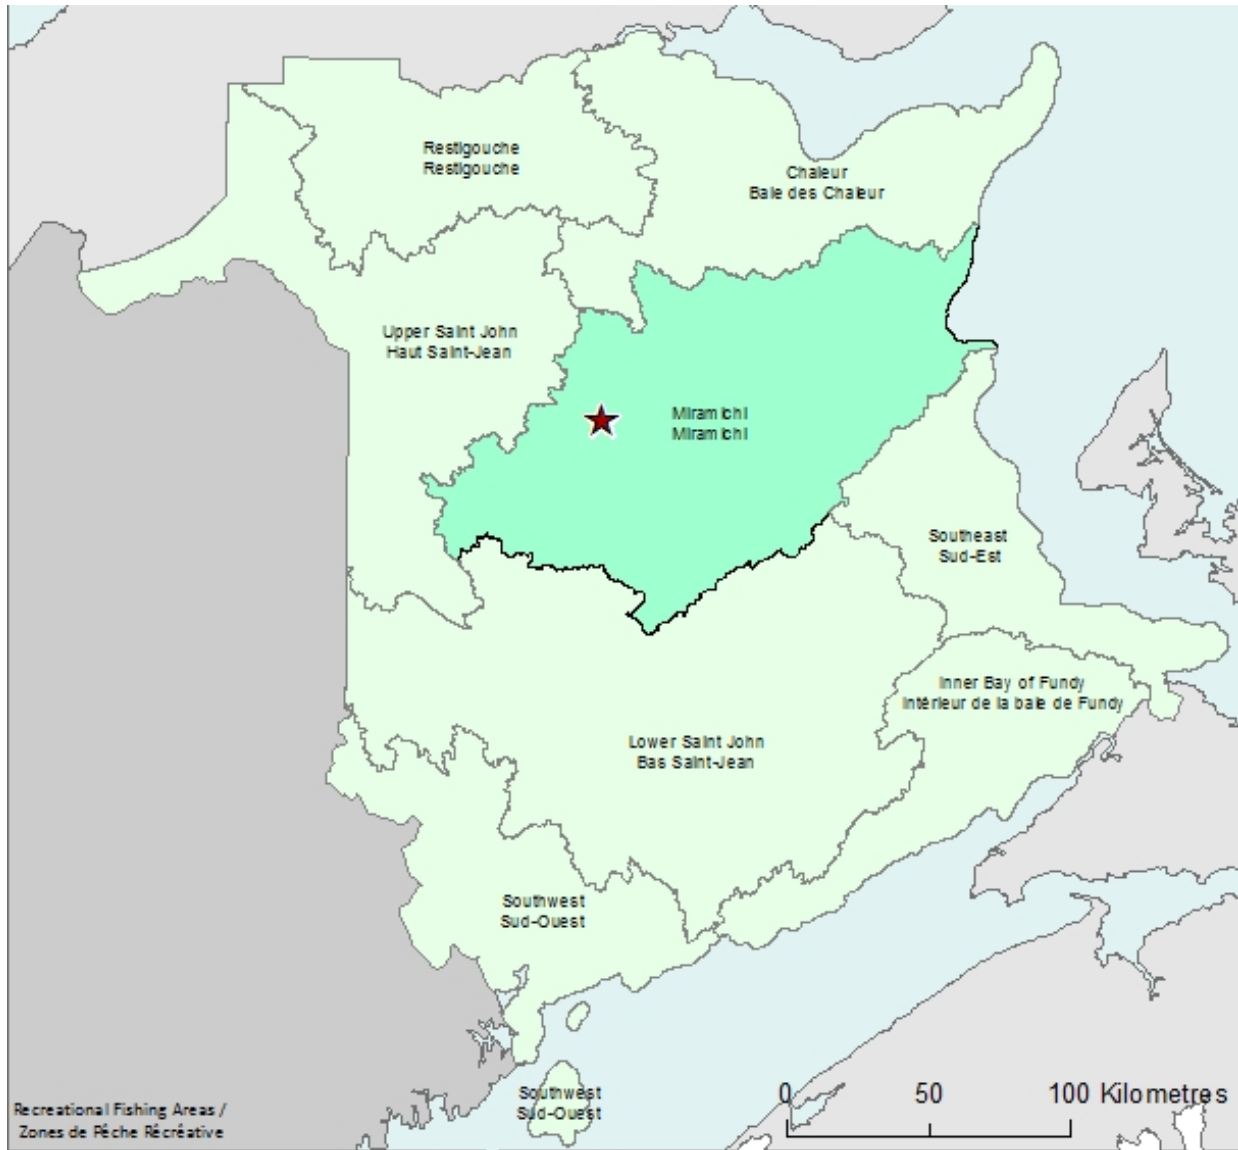 Restigouche
Restigouche
Chaleur
Baie des Chaleur
Upper Saint John
Haut Saint-Jean
Miramichi
Miramichi
Southeast
Sud-Est
Inner Bay of Fundy
Intérieur de la baie de Fundy
Lower Saint John
Bas Saint-Jean
Southwest
Sud-Ouest
Southwest
Sud-Ouest
0 50 100 Kilometres
Recreational Fishing Areas /
Zones de Pêche Récréative